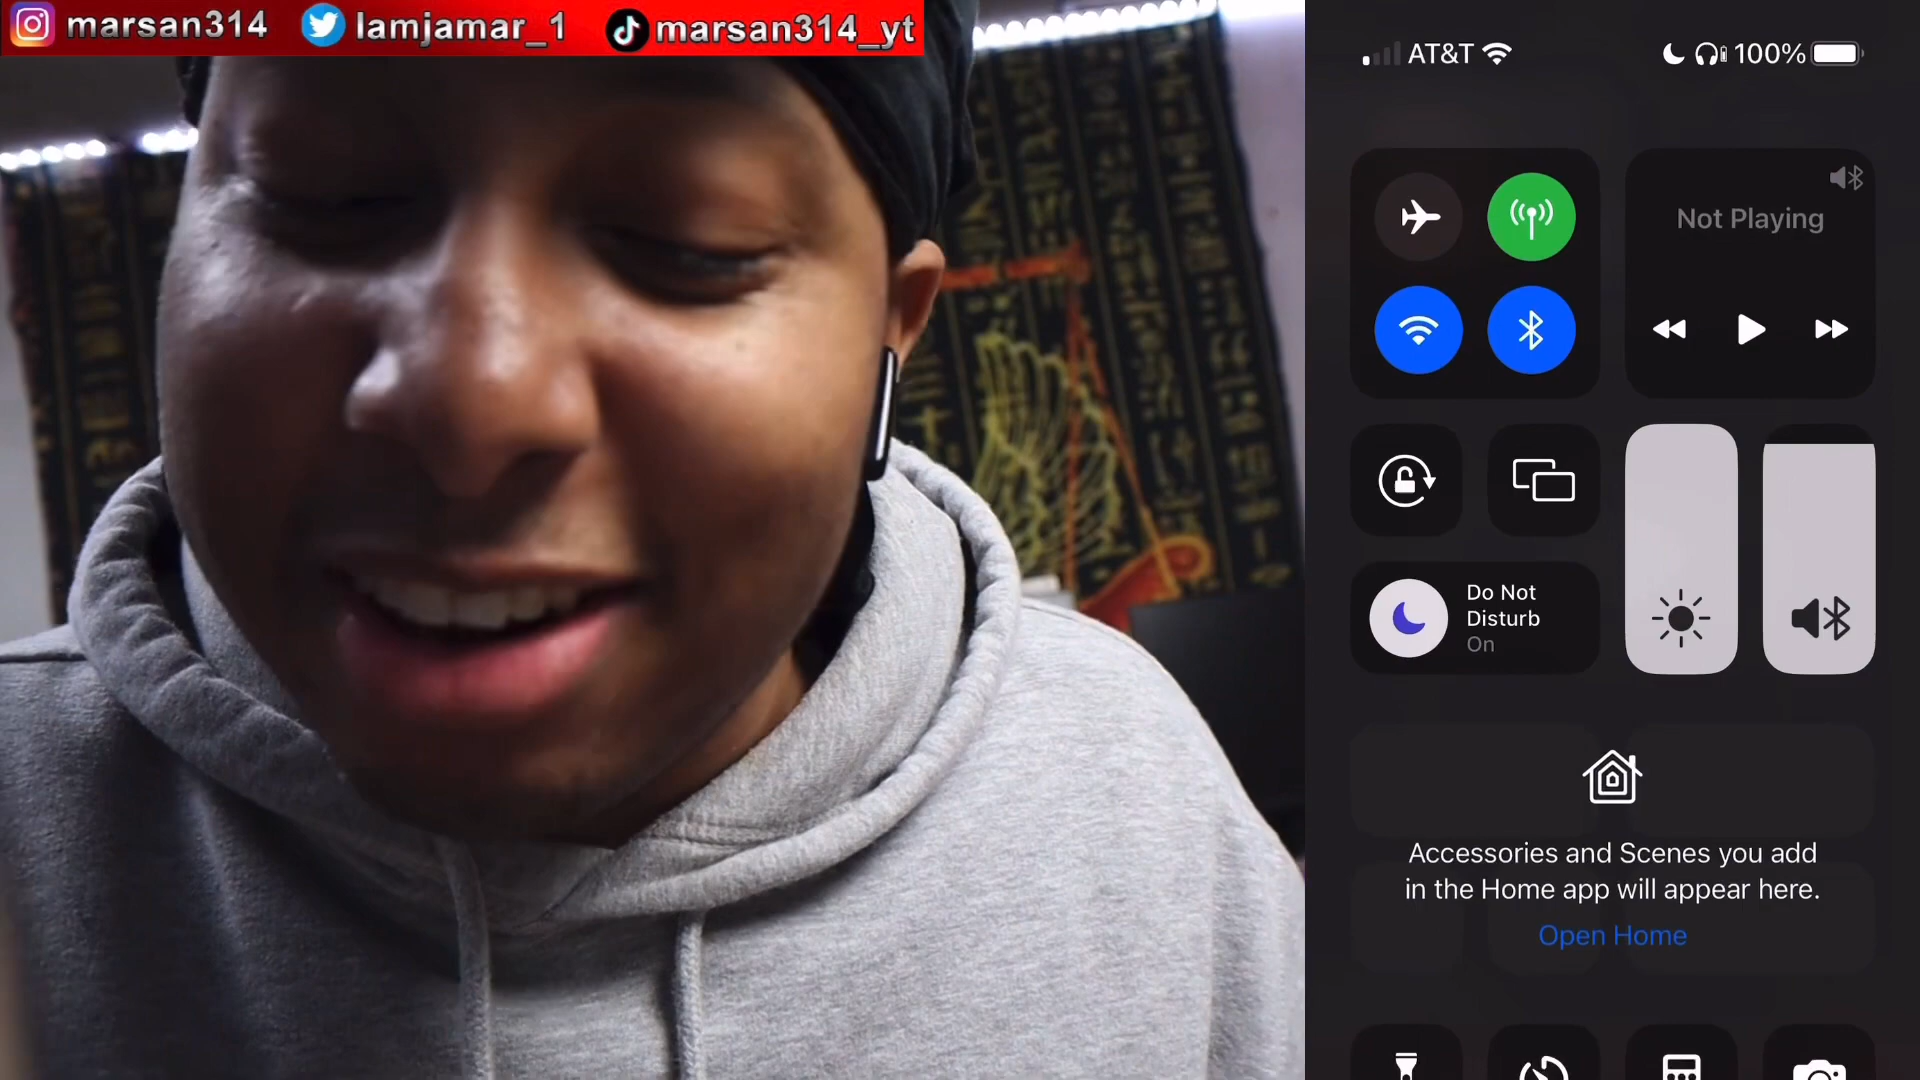 marsan314 Iamjamar_1 marsan314_yt
AT&T 100%
Not Playing
Do Not
Disturb
On
Accessories and Scenes you add
in the Home app will appear here.
Open Home